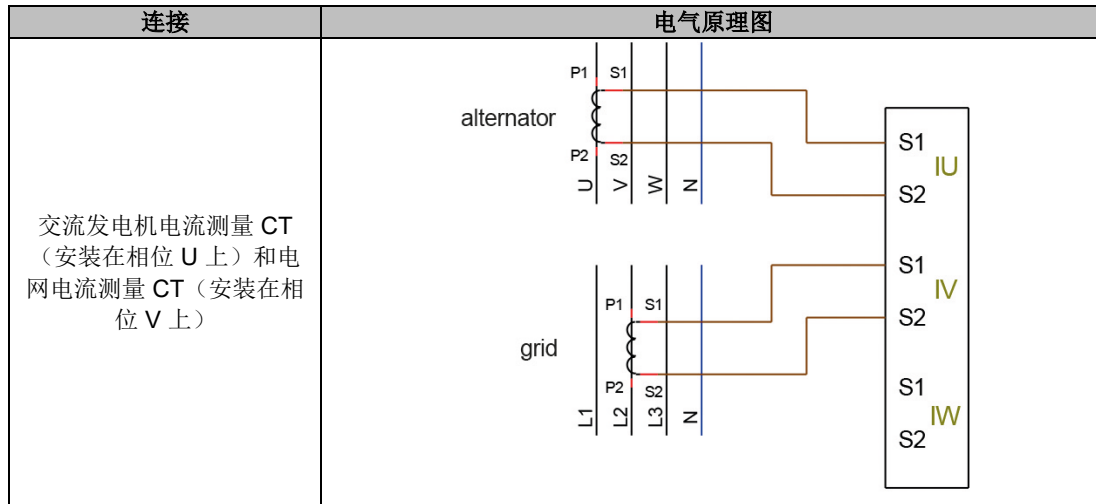 连接
电气原理图
交流发电机电流测量 CT
（安装在相位 U 上）和电
网电流测量 CT（安装在相
位 V 上）
P1 S1
alternator
P2 S2
U V W N
S1
IU
S2
S1
IV
S2
P1 S1
grid
P2 S2
L1 L2 L3 N
S1
IW
S2